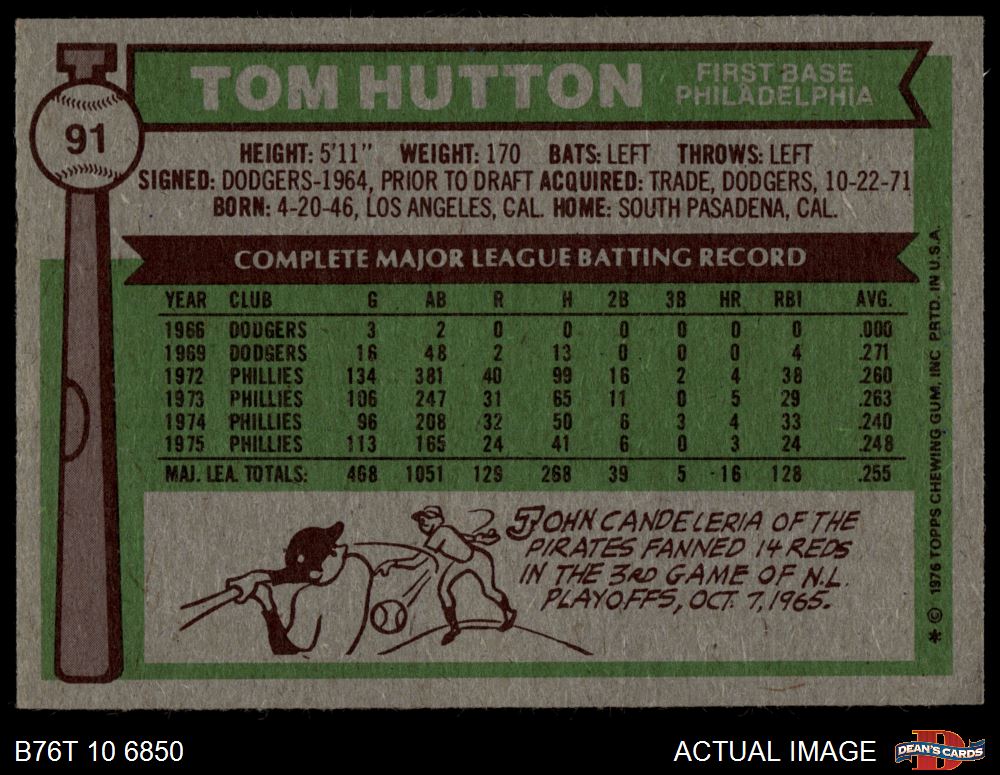 TOM HUTTON
FIRST BASE
PHILADELPHIA
91
HEIGHT: 5'11" WEIGHT: 170 BATS: LEFT THROWS: LEFT
SIGNED: DODGERS-1964, PRIOR TO DRAFT ACQUIRED: TRADE, DODGERS, 10-22-71
BORN: 4-20-46, LOS ANGELES, CAL. HOME: SOUTH PASADENA, CAL.
COMPLETE MAJOR LEAGUE BATTING RECORD
YEAR CLUB G AB R H 2B 3B HR RBI AVG.
1966 DODGERS 3 2 0 0 0 0 0 0 .000
1969 DODGERS 16 48 2 13 0 0 0 4 .271
1972 PHILLIES 134 381 40 99 16 2 4 38 .260
1973 PHILLIES 106 247 31 65 11 0 5 29 .263
1974 PHILLIES 96 208 32 50 6 3 4 33 .240
1975 PHILLIES 113 165 24 41 6 0 3 24 .248
MAJ. LEA. TOTALS: 468 1051 129 268 39 5 16 128 .255
JOHN CANDELERIA OF THE
PIRATES FANNED 14 REDS
IN THE 3RD GAME OF N.L.
PLAYOFFS, OCT. 7, 1965.
* © 1976 TOPPS CHEWING GUM, INC. PRTD. IN U.S.A.
B76T 10 6850
ACTUAL IMAGE
DEAN'S CARDS